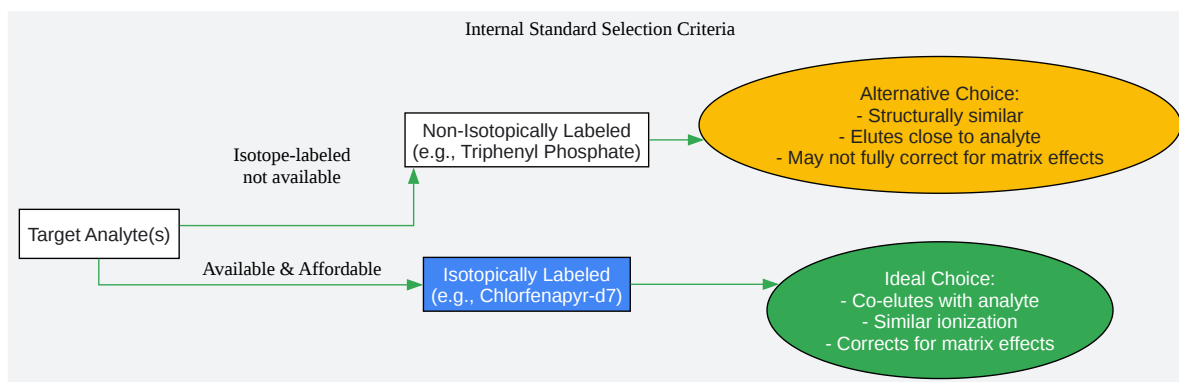 Internal Standard Selection Criteria
Alternative Choice:
- Structurally similar
- Elutes close to analyte
- May not fully correct for matrix effects
Non-Isotopically Labeled
(e.g., Triphenyl Phosphate)
Isotope-labeled
not available
Target Analyte(s)
Available & Affordable
Isotopically Labeled
(e.g., Chlorfenapyr-d7)
Ideal Choice:
- Co-elutes with analyte
- Similar ionization
- Corrects for matrix effects